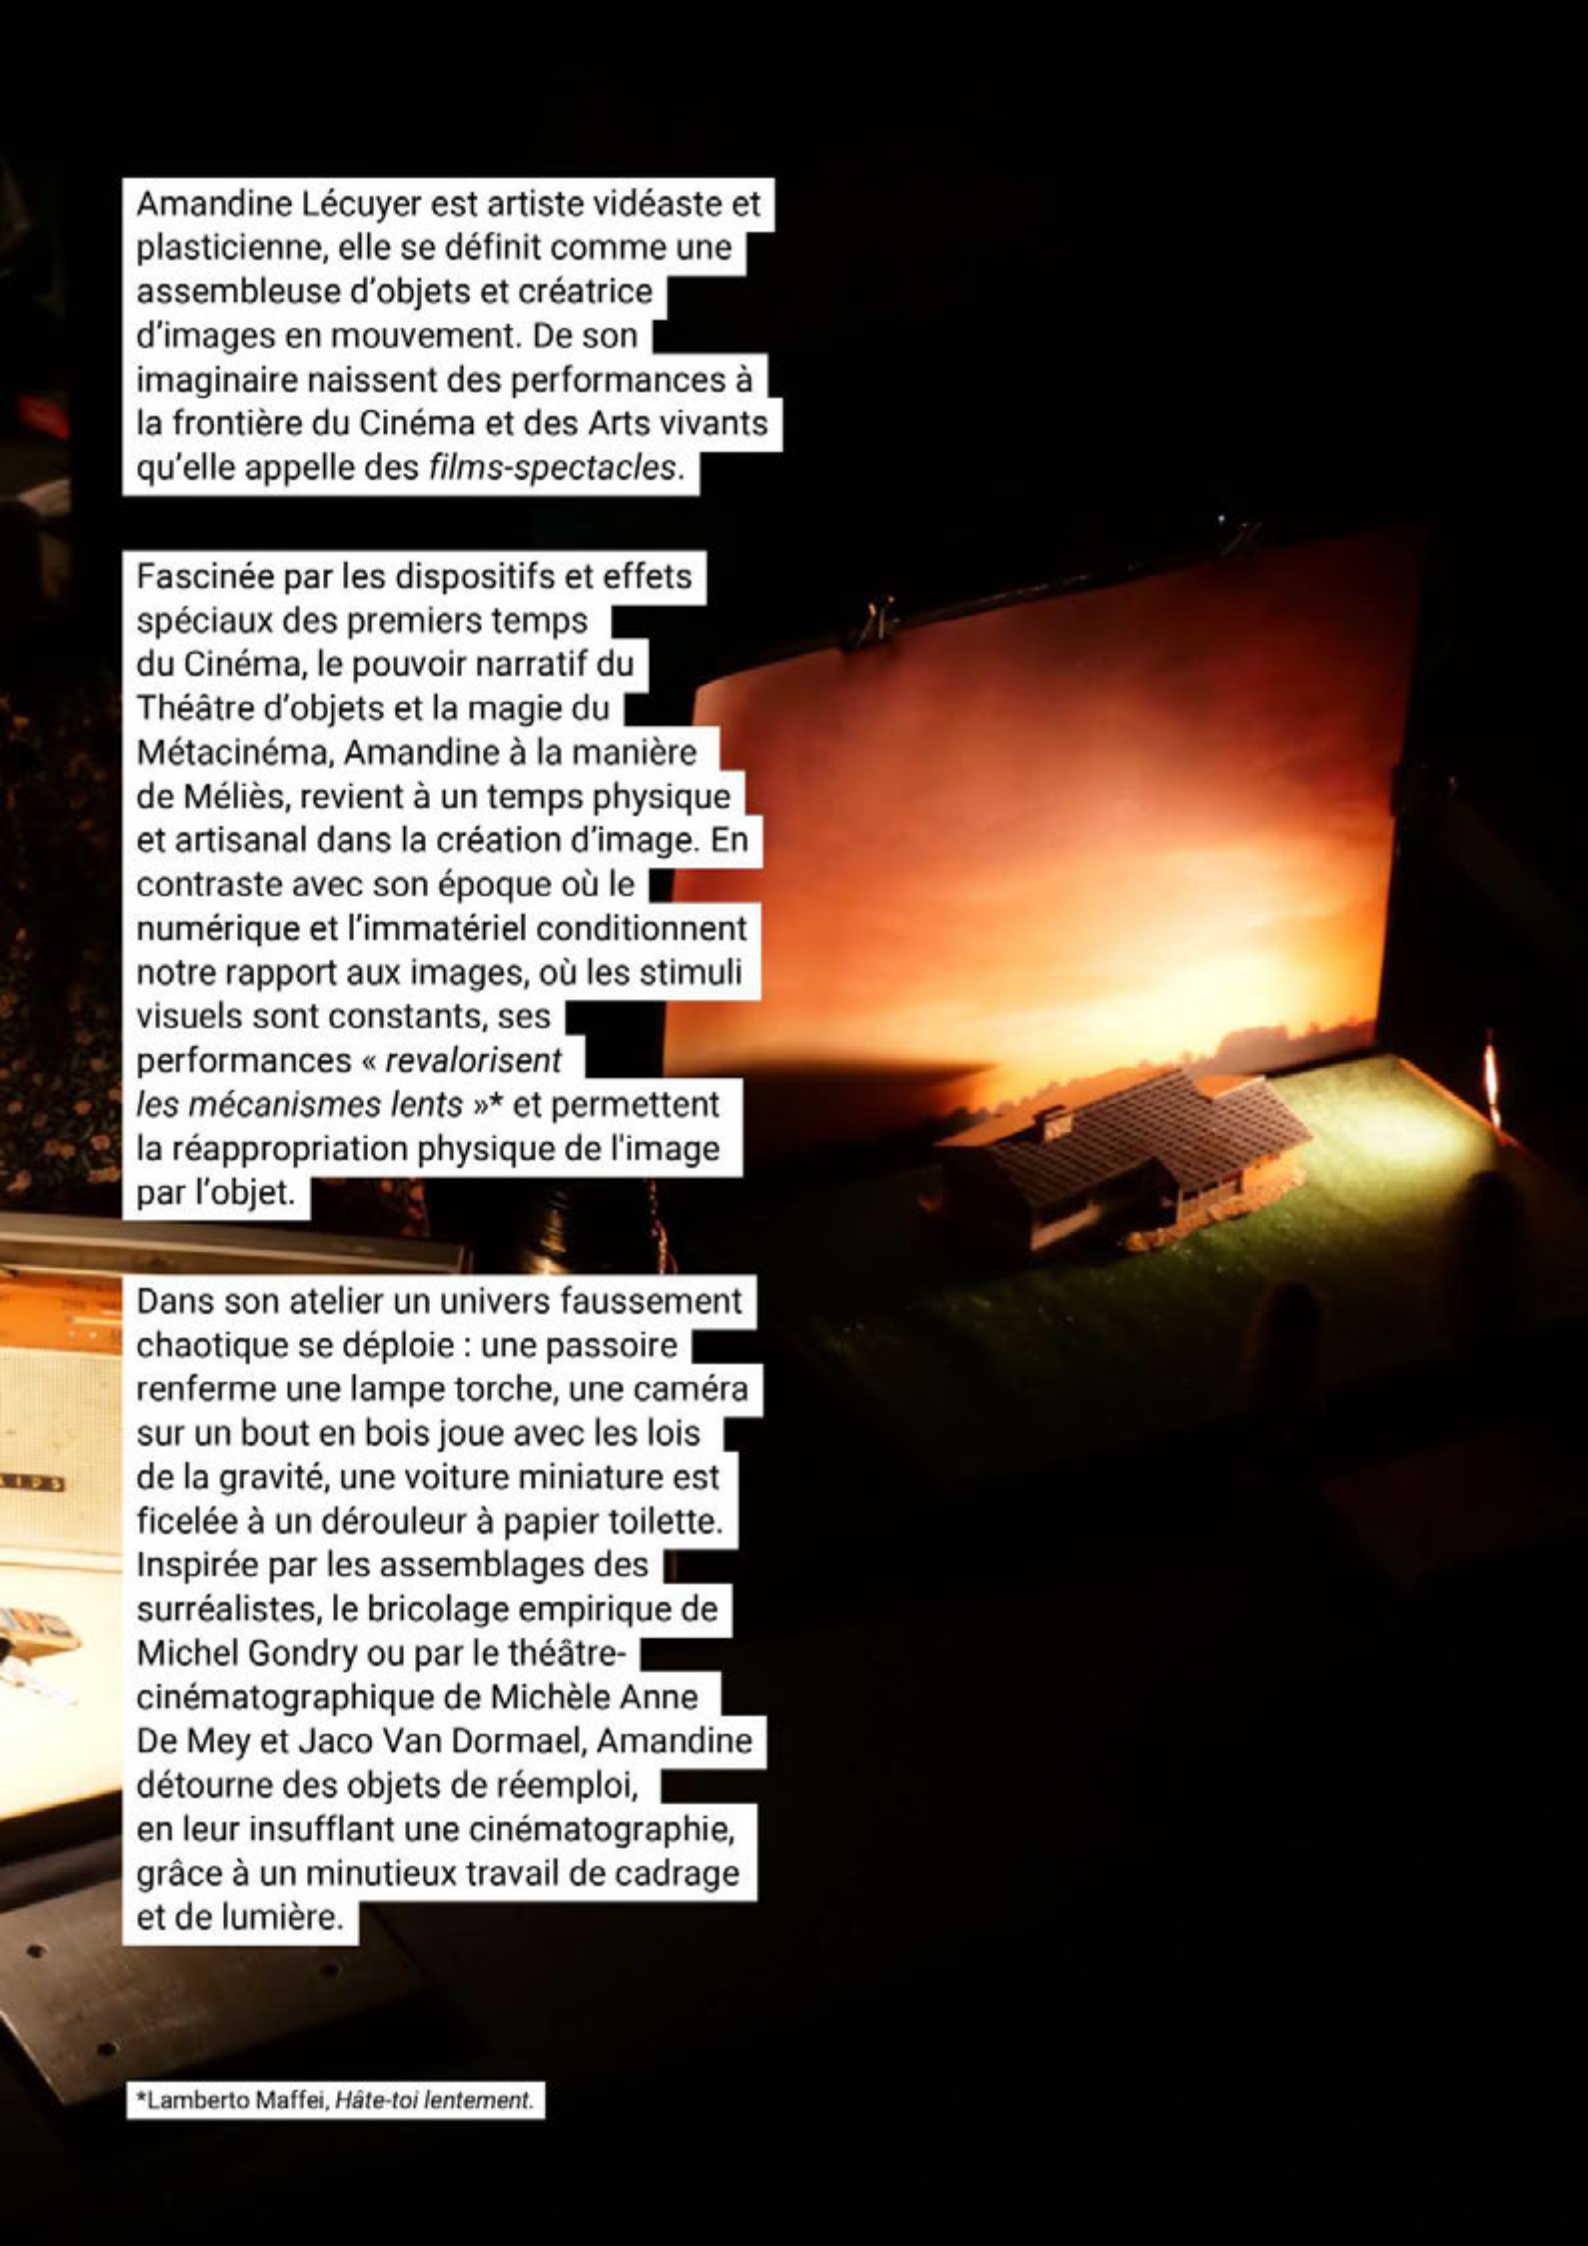 Amandine Lécuyer est artiste vidéaste et
plasticienne, elle se définit comme une
assembleuse d’objets et créatrice
d’images en mouvement. De son
imaginaire naissent des performances à
la frontière du Cinéma et des Arts vivants
qu’elle appelle des films-spectacles.
Fascinée par les dispositifs et effets
spéciaux des premiers temps
du Cinéma, le pouvoir narratif du
Théâtre d’objets et la magie du
Métacinéma, Amandine à la manière
de Méliès, revient à un temps physique
et artisanal dans la création d’image. En
contraste avec son époque où le
numérique et l’immatériel conditionnent
notre rapport aux images, où les stimuli
visuels sont constants, ses
performances « revalorisent
les mécanismes lents »* et permettent
la réappropriation physique de l'image
par l’objet.
Dans son atelier un univers faussement
chaotique se déploie : une passoire
renferme une lampe torche, une caméra
sur un bout en bois joue avec les lois
de la gravité, une voiture miniature est
ficelée à un dérouleur à papier toilette.
Inspirée par les assemblages des
surréalistes, le bricolage empirique de
Michel Gondry ou par le théâtre-
cinématographique de Michèle Anne
De Mey et Jaco Van Dormael, Amandine
détourne des objets de réemploi,
en leur insufflant une cinématographie,
grâce à un minutieux travail de cadrage
et de lumière.
*Lamberto Maffei, Hâte-toi lentement.